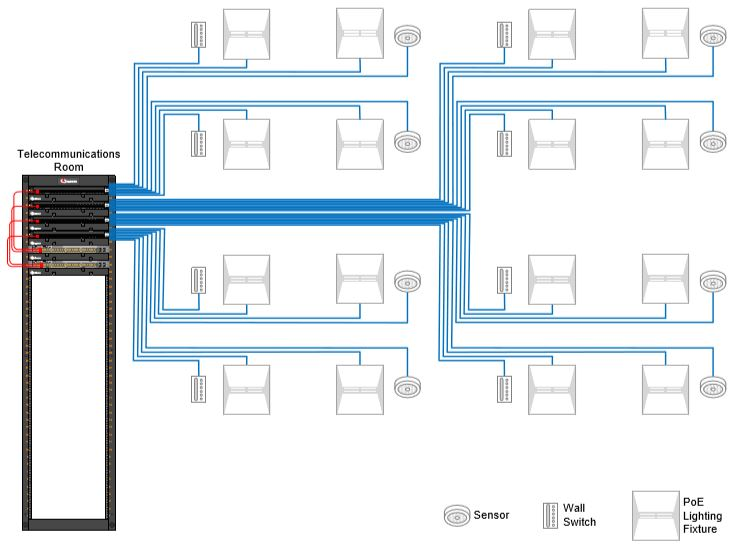 Telecommunications
Room
Sensor
Wall
Switch
PoE
Lighting
Fixture